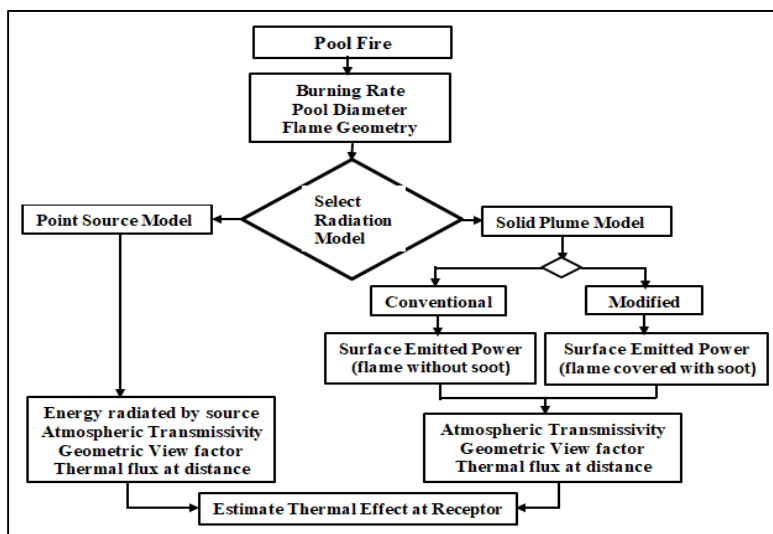 Pool Fire
Burning Rate
Pool Diameter
Flame Geometry
Select
Radiation
Model
Point Source Model
Solid Plume Model
Conventional
Modified
Surface Emitted Power
(flame without soot)
Surface Emitted Power
(flame covered with soot)
Energy radiated by source
Atmospheric Transmissivity
Geometric View factor
Thermal flux at distance
Atmospheric Transmissivity
Geometric View factor
Thermal flux at distance
Estimate Thermal Effect at Receptor